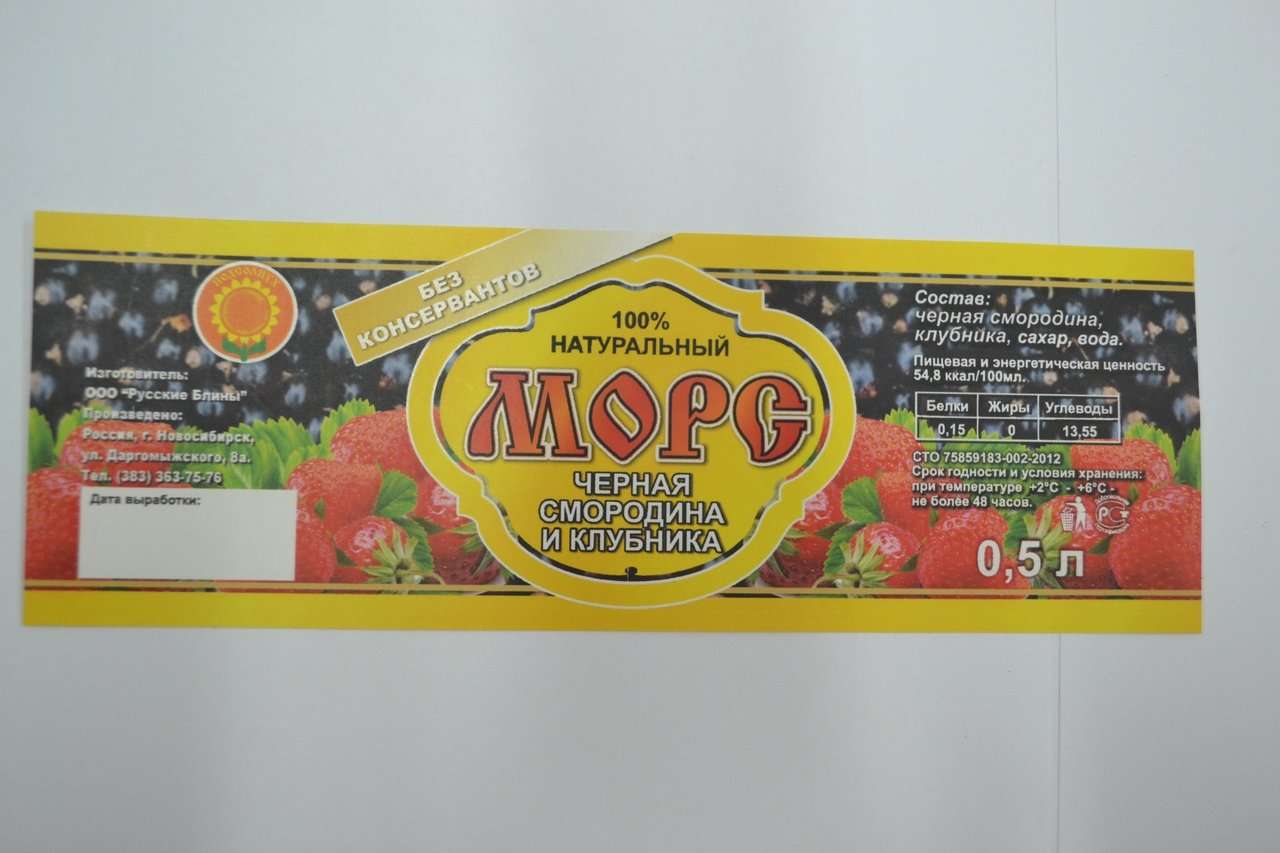 Подсолнух
Изготовитель:
ООО "Русские Блины"
Произведено:
Россия, г. Новосибирск,
ул. Даргомыжского, 8а.
Тел. (383) 363-75-76
Дата выработки:
БЕЗ
КОНСЕРВАНТОВ
100%
НАТУРАЛЬНЫЙ
МОРС
ЧЕРНАЯ
СМОРОДИНА
И КЛУБНИКА
Состав:
черная смородина,
клубника, сахар, вода.
Пищевая и энергетическая ценность
54,8 ккал/100мл.
Белки Жиры Углеводы
0,15 0 13,55
СТО 75859183-002-2012
Срок годности и условия хранения:
при температуре +2°С - +6°С -
не более 48 часов.
РСТ
0,5 л